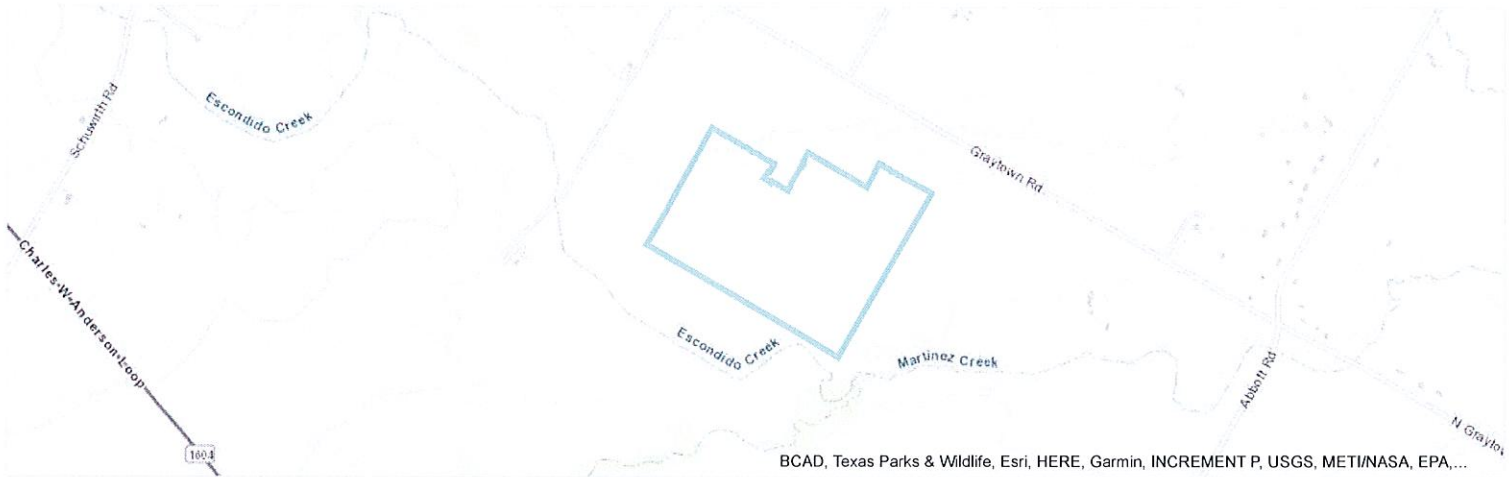 Escondido Creek
Schuwirth Rd
Graytown Rd
Charles-W-Anderson-Loop
Escondido Creek
Martinez Creek
Abbott Rd
N Grayto
1604
BCAD, Texas Parks & Wildlife, Esri, HERE, Garmin, INCREMENT P, USGS, METI/NASA, EPA,...